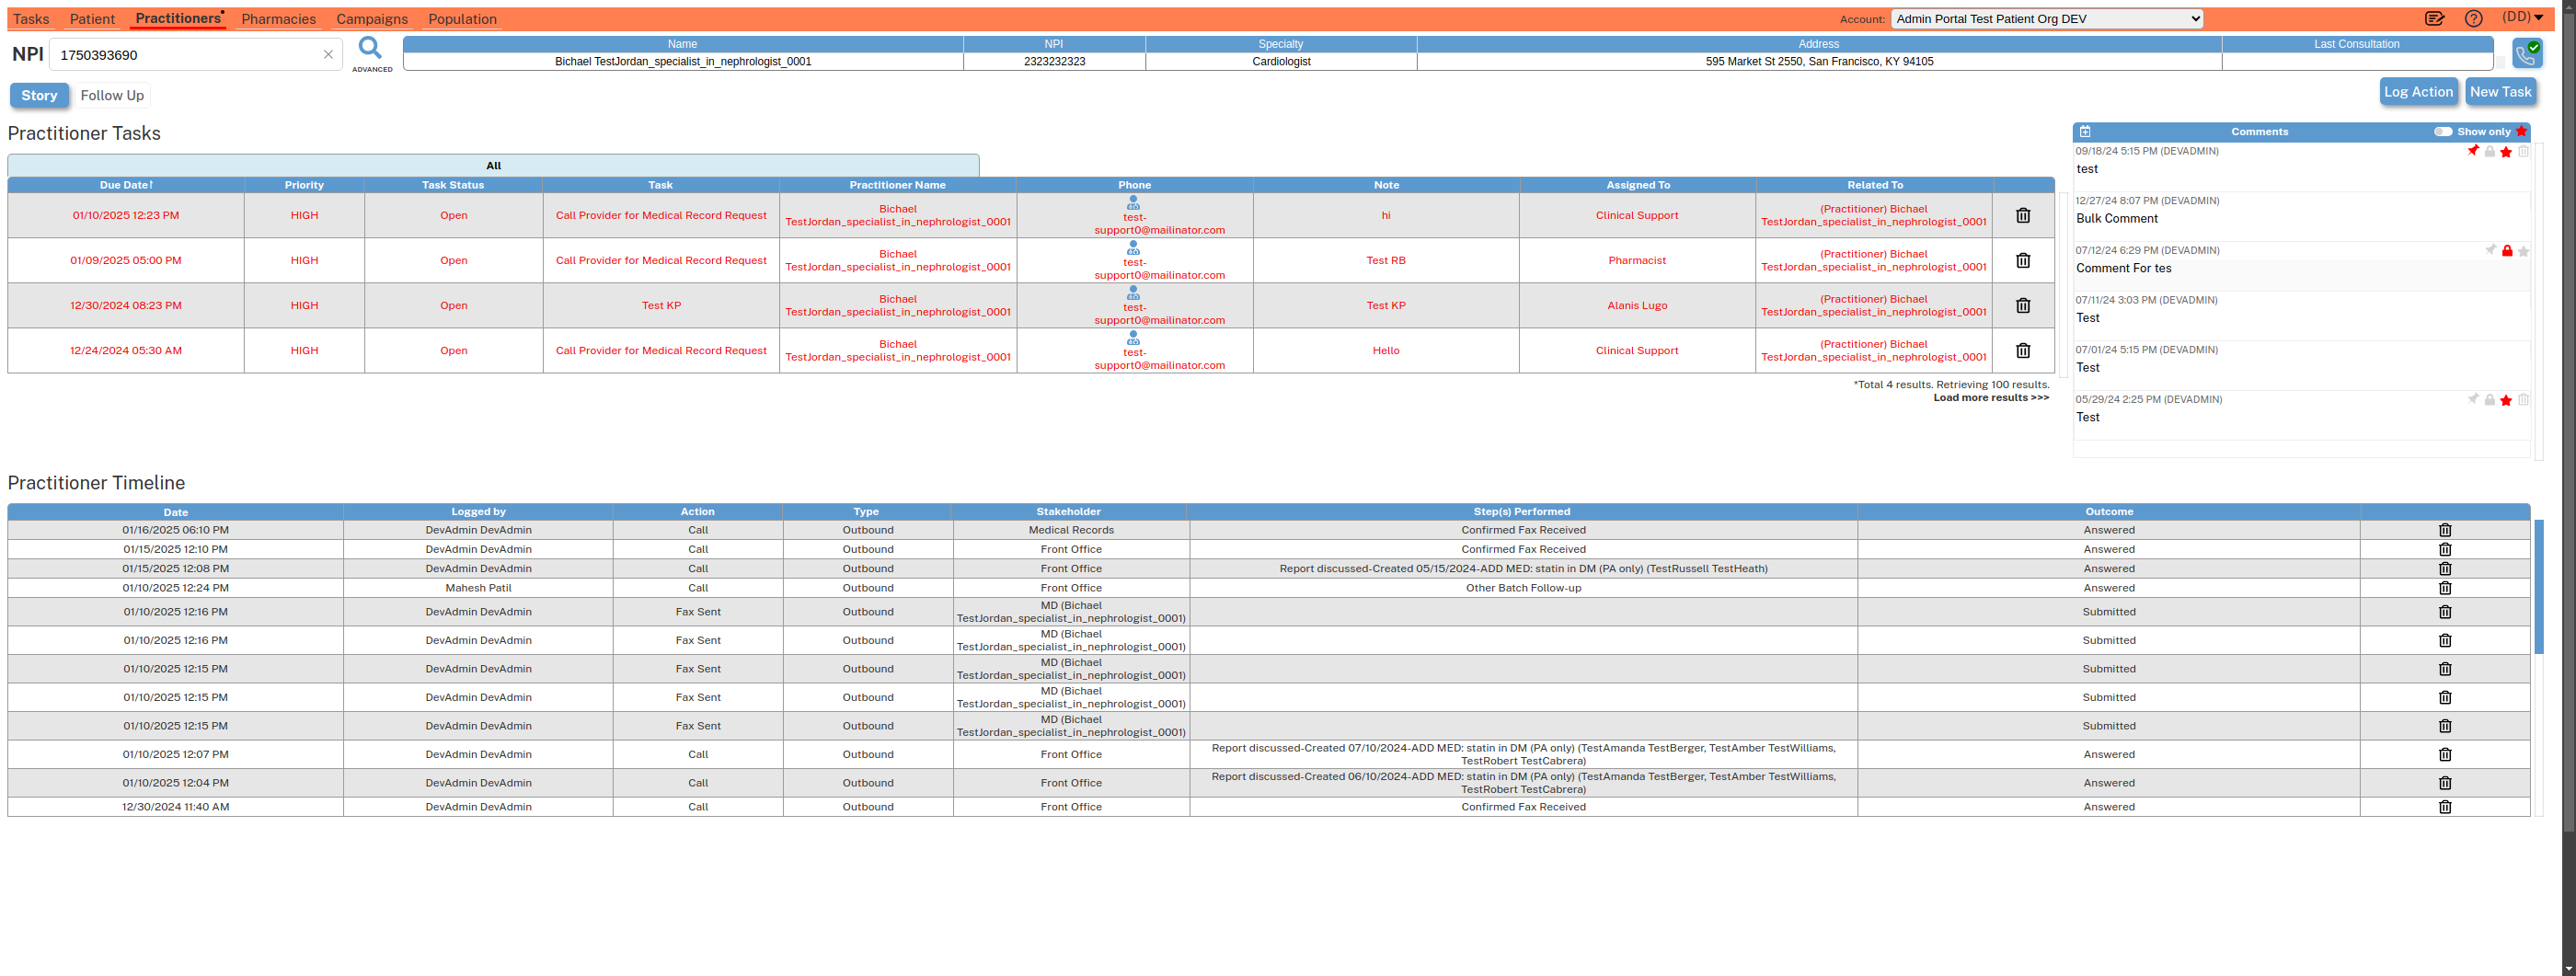 Tasks Patient Practitioners Pharmacies Campaigns Population Account: Admin Portal Test Patient Org DEV (DD)
NPI 1750393690 ADVANCED
Name NPI Specialty Address Last Consultation
Bichael TestJordan_specialist_in_nephrologist_0001 2323232323 Cardiologist 595 Market St 2550, San Francisco, KY 94105
Story Follow Up Log Action New Task
Practitioner Tasks
All
Due Date↑ Priority Task Status Task Practitioner Name Phone Note Assigned To Related To
01/10/2025 12:23 PM HIGH Open Call Provider for Medical Record Request Bichael TestJordan_specialist_in_nephrologist_0001 test-support0@mailinator.com hi Clinical Support (Practitioner) Bichael TestJordan_specialist_in_nephrologist_0001
01/09/2025 05:00 PM HIGH Open Call Provider for Medical Record Request Bichael TestJordan_specialist_in_nephrologist_0001 test-support0@mailinator.com Test RB Pharmacist (Practitioner) Bichael TestJordan_specialist_in_nephrologist_0001
12/30/2024 08:23 PM HIGH Open Test KP Bichael TestJordan_specialist_in_nephrologist_0001 test-support0@mailinator.com Test KP Alanis Lugo (Practitioner) Bichael TestJordan_specialist_in_nephrologist_0001
12/24/2024 05:30 AM HIGH Open Call Provider for Medical Record Request Bichael TestJordan_specialist_in_nephrologist_0001 test-support0@mailinator.com Hello Clinical Support (Practitioner) Bichael TestJordan_specialist_in_nephrologist_0001
*Total 4 results. Retrieving 100 results.
Load more results >>>
Comments Show only
09/18/24 5:15 PM (DEVADMIN)
test
12/27/24 8:07 PM (DEVADMIN)
Bulk Comment
07/12/24 6:29 PM (DEVADMIN)
Comment For tes
07/11/24 3:03 PM (DEVADMIN)
Test
07/01/24 5:15 PM (DEVADMIN)
Test
05/29/24 2:25 PM (DEVADMIN)
Test
Practitioner Timeline
Date Logged by Action Type Stakeholder Step(s) Performed Outcome
01/16/2025 06:10 PM DevAdmin DevAdmin Call Outbound Medical Records Confirmed Fax Received Answered
01/15/2025 12:10 PM DevAdmin DevAdmin Call Outbound Front Office Confirmed Fax Received Answered
01/15/2025 12:08 PM DevAdmin DevAdmin Call Outbound Front Office Report discussed-Created 05/15/2024-ADD MED: statin in DM (PA only) (TestRussell TestHeath) Answered
01/10/2025 12:24 PM Mahesh Patil Call Outbound Front Office Other Batch Follow-up Answered
01/10/2025 12:16 PM DevAdmin DevAdmin Fax Sent Outbound MD (Bichael TestJordan_specialist_in_nephrologist_0001) Submitted
01/10/2025 12:16 PM DevAdmin DevAdmin Fax Sent Outbound MD (Bichael TestJordan_specialist_in_nephrologist_0001) Submitted
01/10/2025 12:15 PM DevAdmin DevAdmin Fax Sent Outbound MD (Bichael TestJordan_specialist_in_nephrologist_0001) Submitted
01/10/2025 12:15 PM DevAdmin DevAdmin Fax Sent Outbound MD (Bichael TestJordan_specialist_in_nephrologist_0001) Submitted
01/10/2025 12:15 PM DevAdmin DevAdmin Fax Sent Outbound MD (Bichael TestJordan_specialist_in_nephrologist_0001) Submitted
01/10/2025 12:07 PM DevAdmin DevAdmin Call Outbound Front Office Report discussed-Created 07/10/2024-ADD MED: statin in DM (PA only) (TestAmanda TestBerger, TestAmber TestWilliams, TestRobert TestCabrera) Answered
01/10/2025 12:04 PM DevAdmin DevAdmin Call Outbound Front Office Report discussed-Created 06/10/2024-ADD MED: statin in DM (PA only) (TestAmanda TestBerger, TestAmber TestWilliams, TestRobert TestCabrera) Answered
12/30/2024 11:40 AM DevAdmin DevAdmin Call Outbound Front Office Confirmed Fax Received Answered